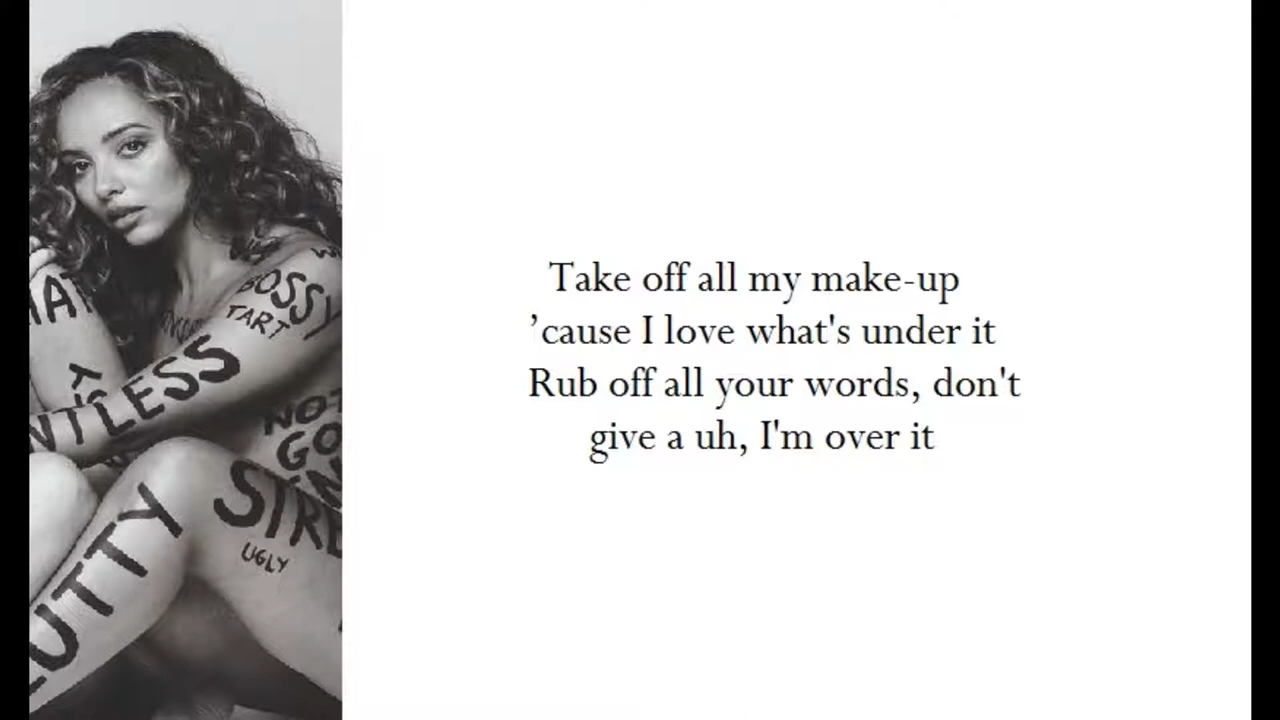 BOSSY
TART
NTLESS
NOT
GO
STRE
UGLY
UTTY
Take off all my make-up
’cause I love what's under it
Rub off all your words, don't
give a uh, I'm over it